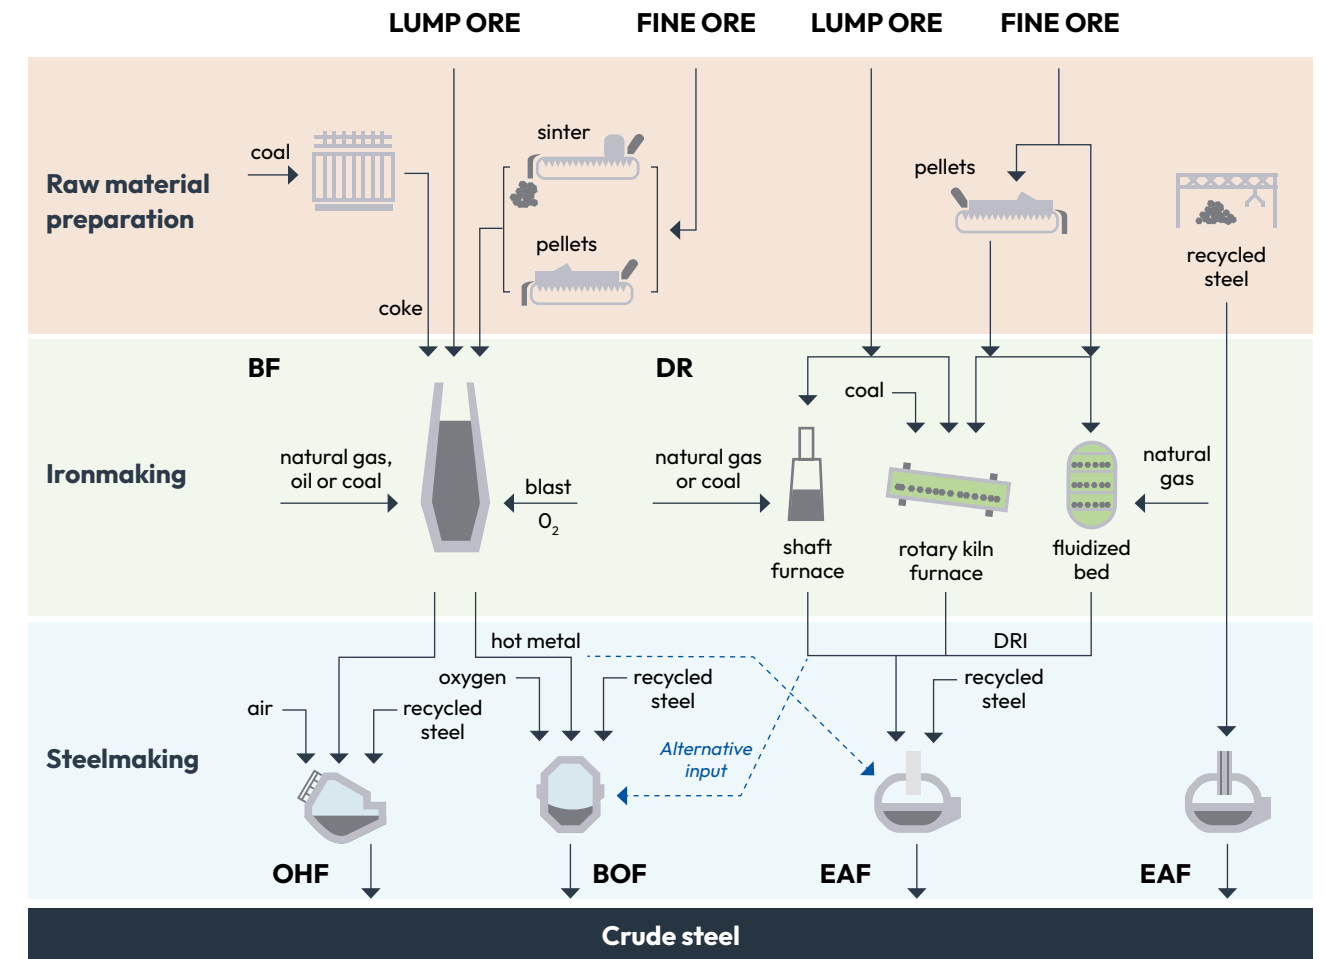 LUMP ORE
FINE ORE
LUMP ORE
FINE ORE
Raw material
preparation
coal
coke
sinter
pellets
pellets
recycled
steel
BF
natural gas,
oil or coal
blast
O₂
DR
coal
natural gas
or coal
natural
gas
shaft
furnace
rotary kiln
furnace
fluidized
bed
Ironmaking
Steelmaking
hot metal
DRI
oxygen
recycled
steel
recycled
steel
air
recycled
steel
Alternative
input
OHF
BOF
EAF
EAF
Crude steel